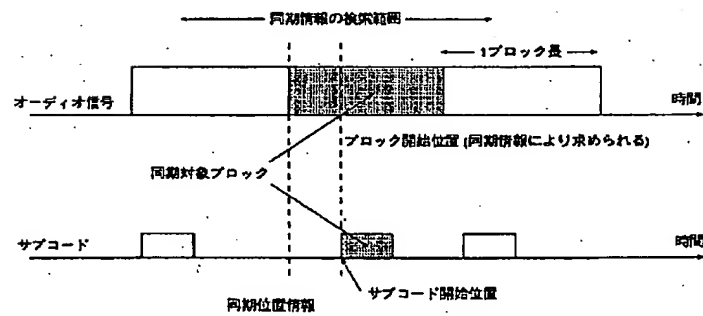 同期情報の検索範囲
1ブロック長
オーディオ信号
時間
ブロック開始位置 (同期情報により求められる)
同期対象ブロック
サブコード
時間
サブコード開始位置
同期位置情報